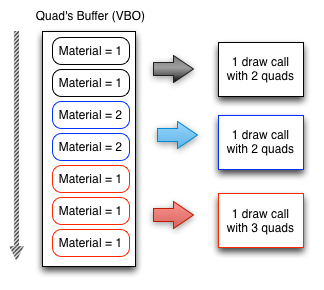 Quad's Buffer (VBO)
Material = 1
Material = 1
Material = 2
Material = 2
Material = 1
Material = 1
Material = 1
1 draw call
with 2 quads
1 draw call
with 2 quads
1 draw call
with 3 quads